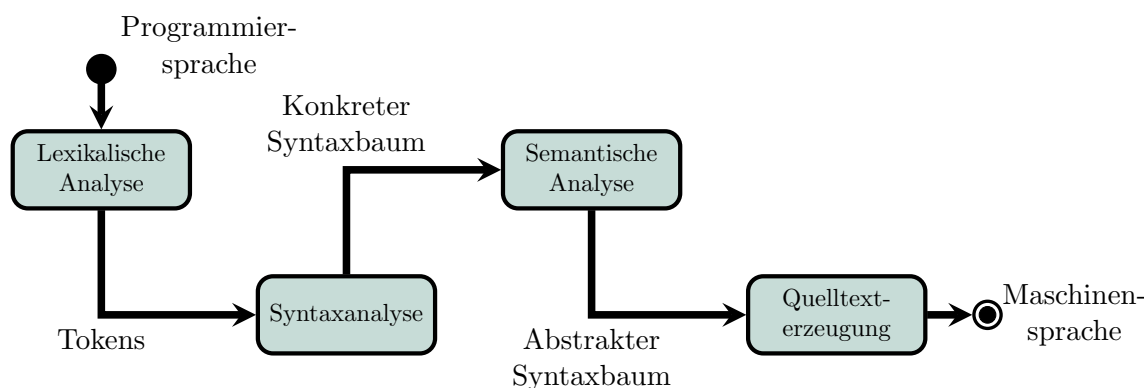 Programmier-
sprache
Konkreter
Syntaxbaum
Lexikalische
Analyse
Semantische
Analyse
Syntaxanalyse
Tokens
Quelltext-
erzeugung
Maschinen-
sprache
Abstrakter
Syntaxbaum